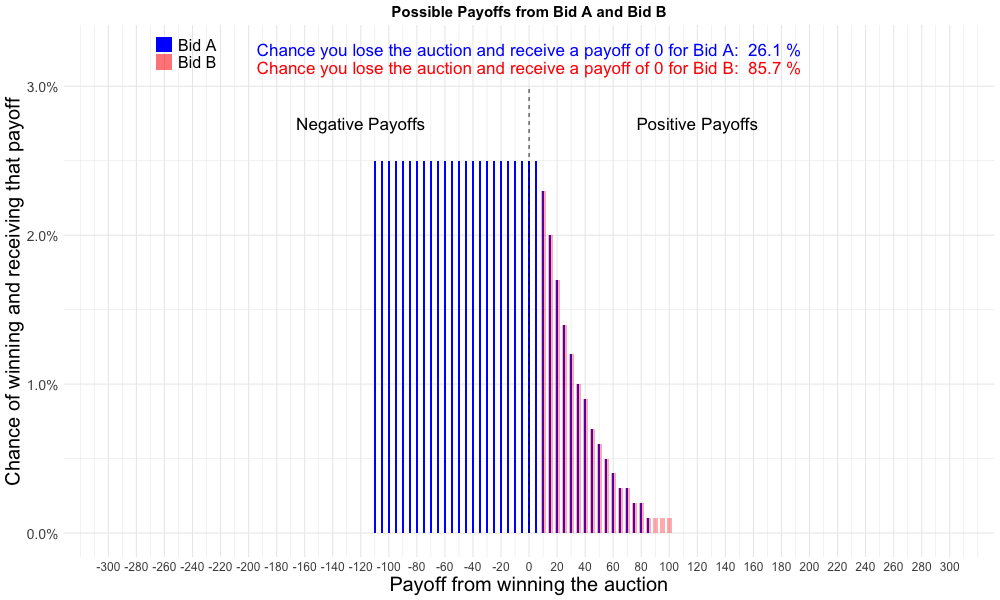 Possible Payoffs from Bid A and Bid B
Bid A
Bid B
Chance you lose the auction and receive a payoff of 0 for Bid A: 26.1 %
Chance you lose the auction and receive a payoff of 0 for Bid B: 85.7 %
Negative Payoffs
Positive Payoffs
Chance of winning and receiving that payoff
3.0%
2.0%
1.0%
0.0%
-300 -280 -260 -240 -220 -200 -180 -160 -140 -120 -100 -80 -60 -40 -20 0 20 40 60 80 100 120 140 160 180 200 220 240 260 280 300
Payoff from winning the auction